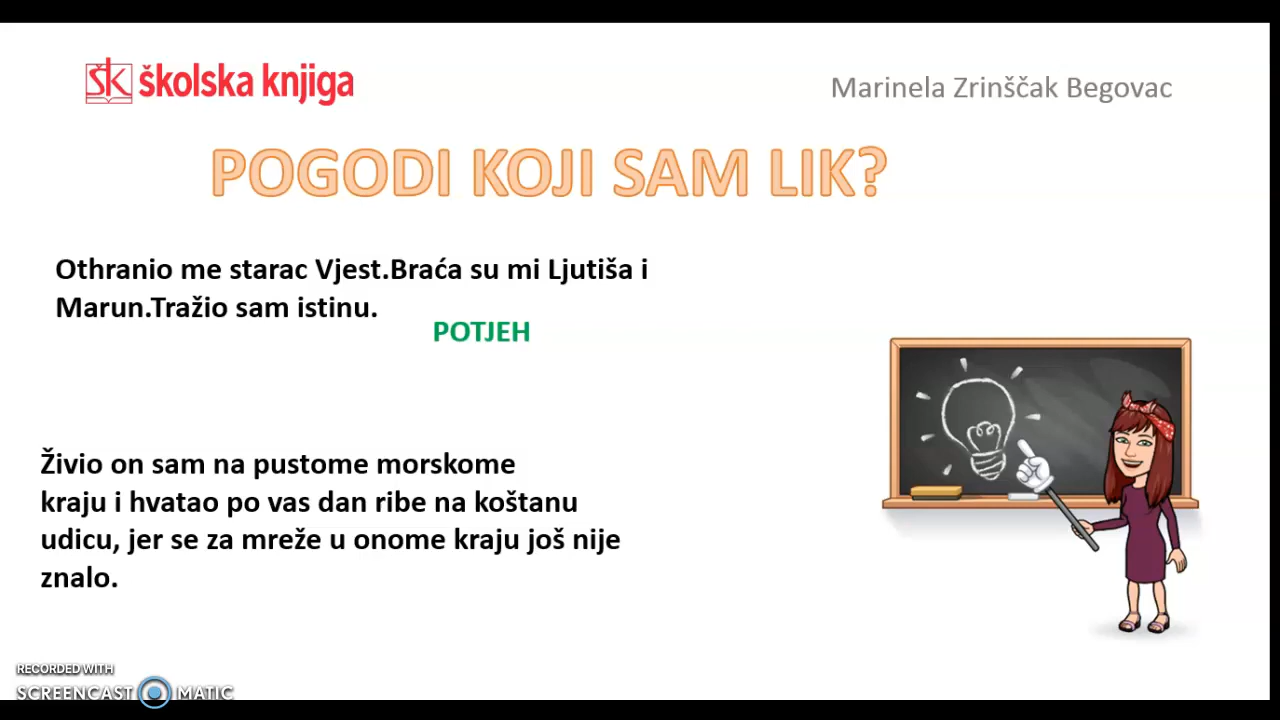 školska knjiga
Marinela Zrinščak Begovac
POGODI KOJI SAM LIK?
Othranio me starac Vjest.Braća su mi Ljutiša i
Marun.Tražio sam istinu.
POTJEH
Živio on sam na pustome morskome
kraju i hvatao po vas dan ribe na koštanu
udicu, jer se za mreže u onome kraju još nije
znalo.
RECORDED WITH
SCREENCAST MATIC